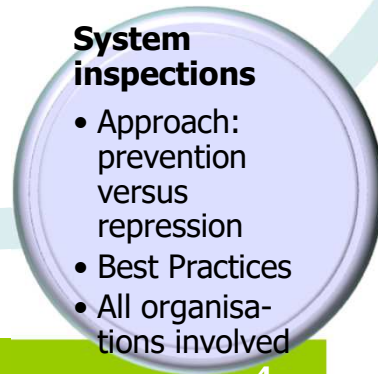 System
inspections
• Approach:
prevention
versus
repression
• Best Practices
• All organisa-
tions involved